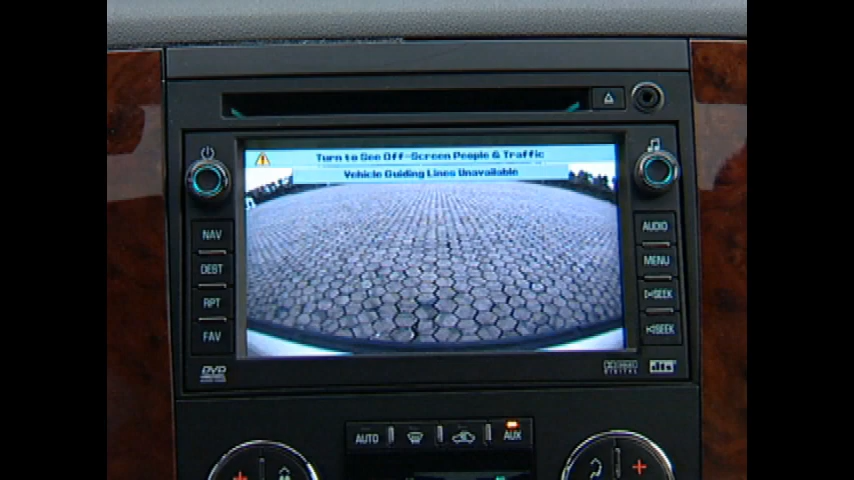 Turn to See Off-Screen People & Traffic
Vehicle Guiding Lines Unavailable
NAV
DEST
RPT
FAV
AUDIO
MENU
SEEK
SEEK
DVD
DIGITAL
AUTO
AUX